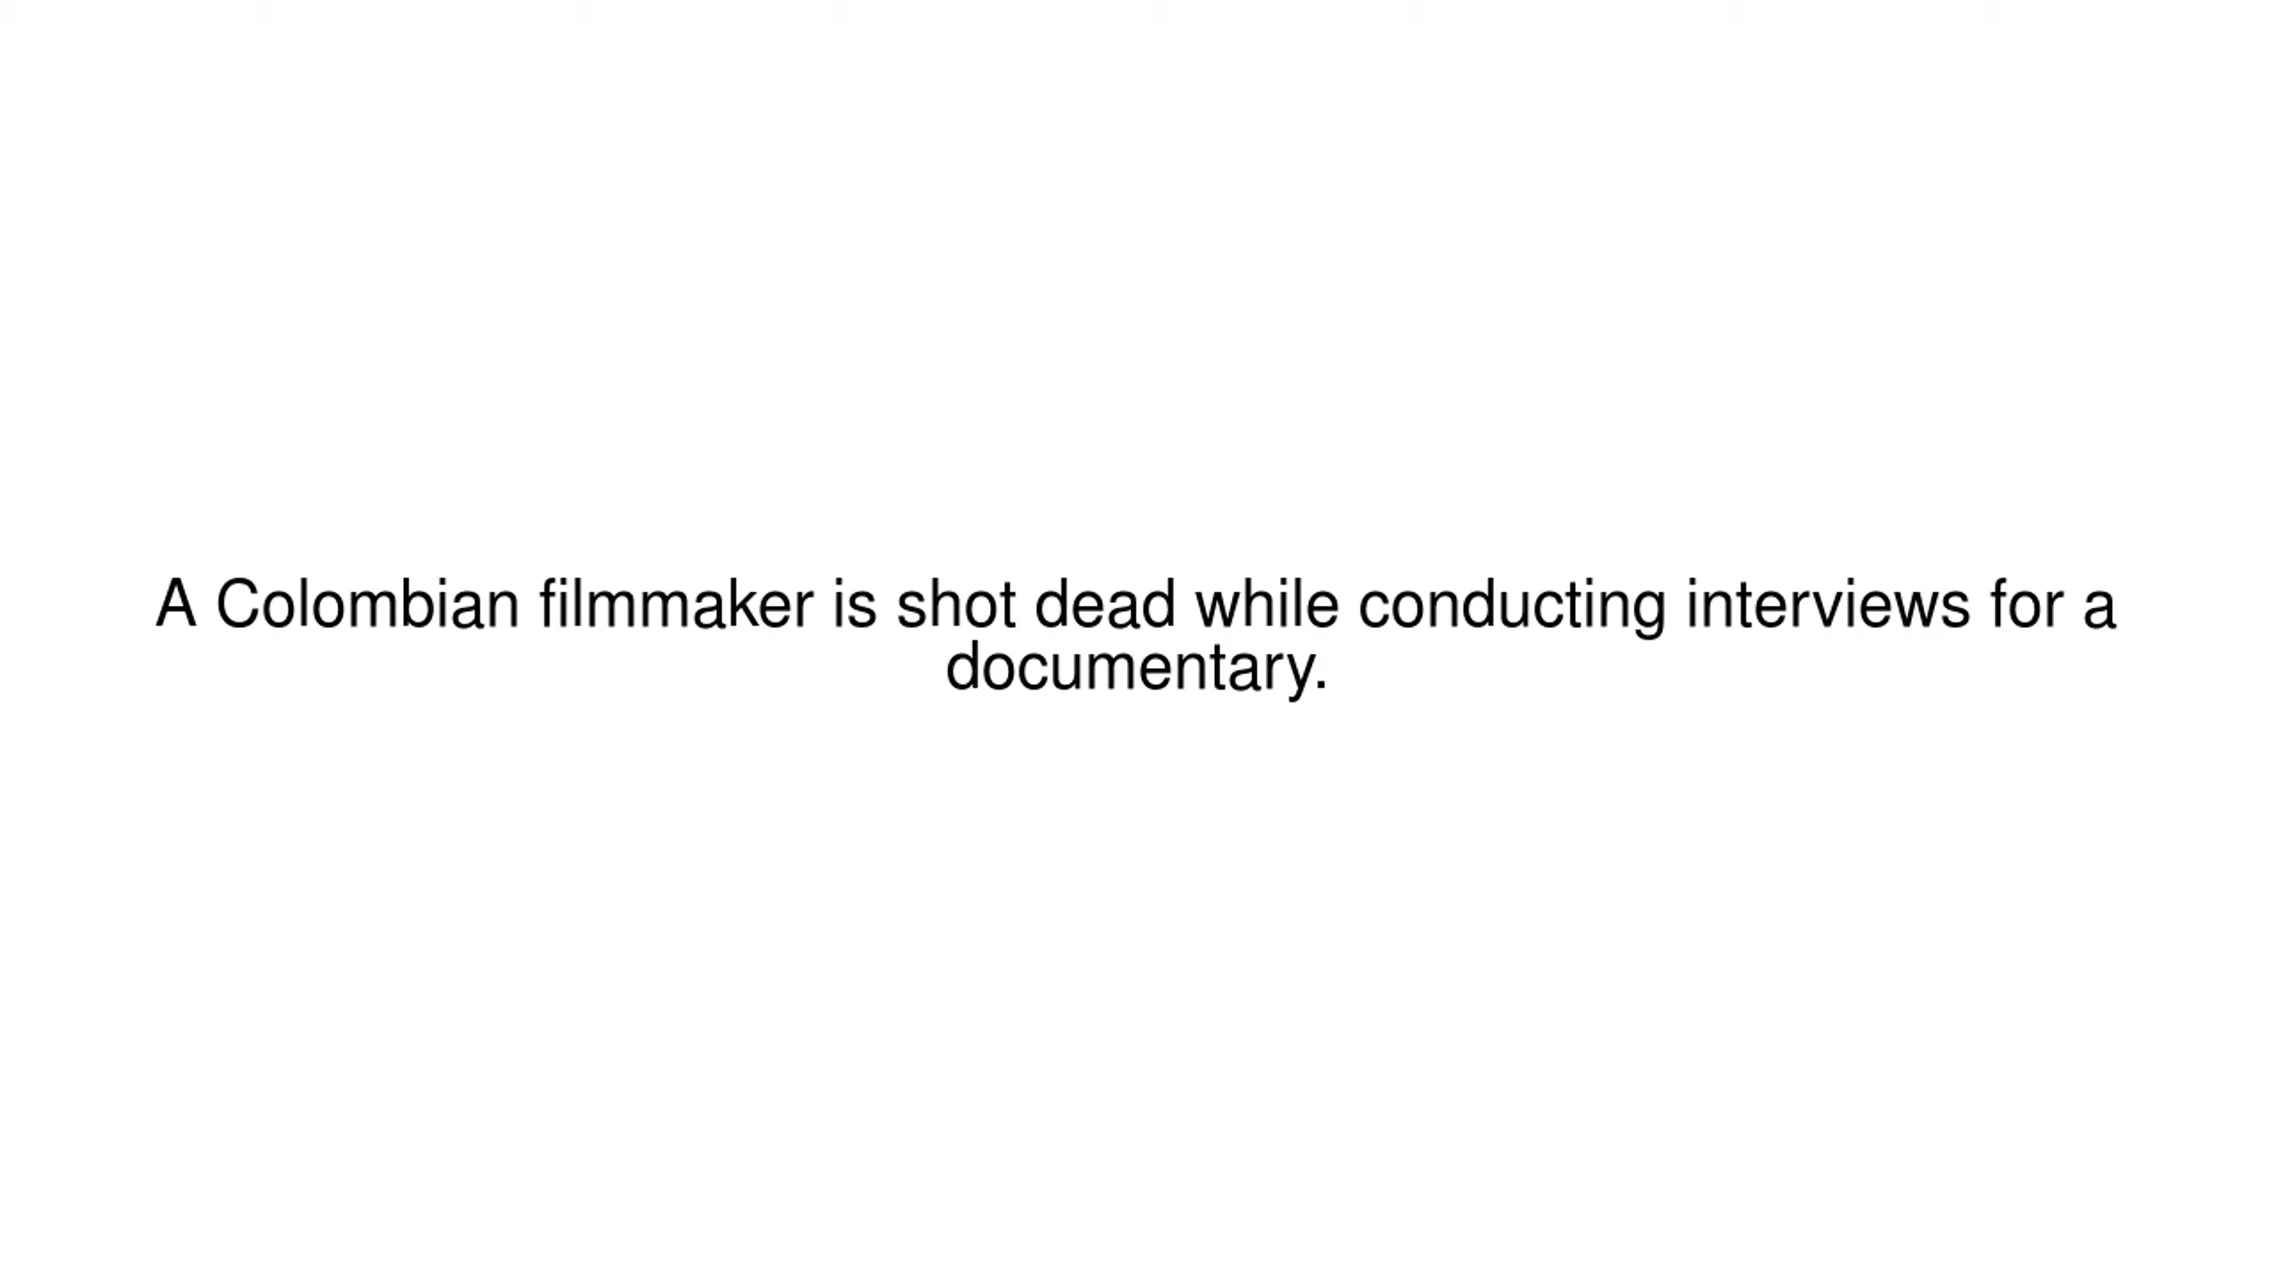 A Colombian filmmaker is shot dead while conducting interviews for a
documentary.